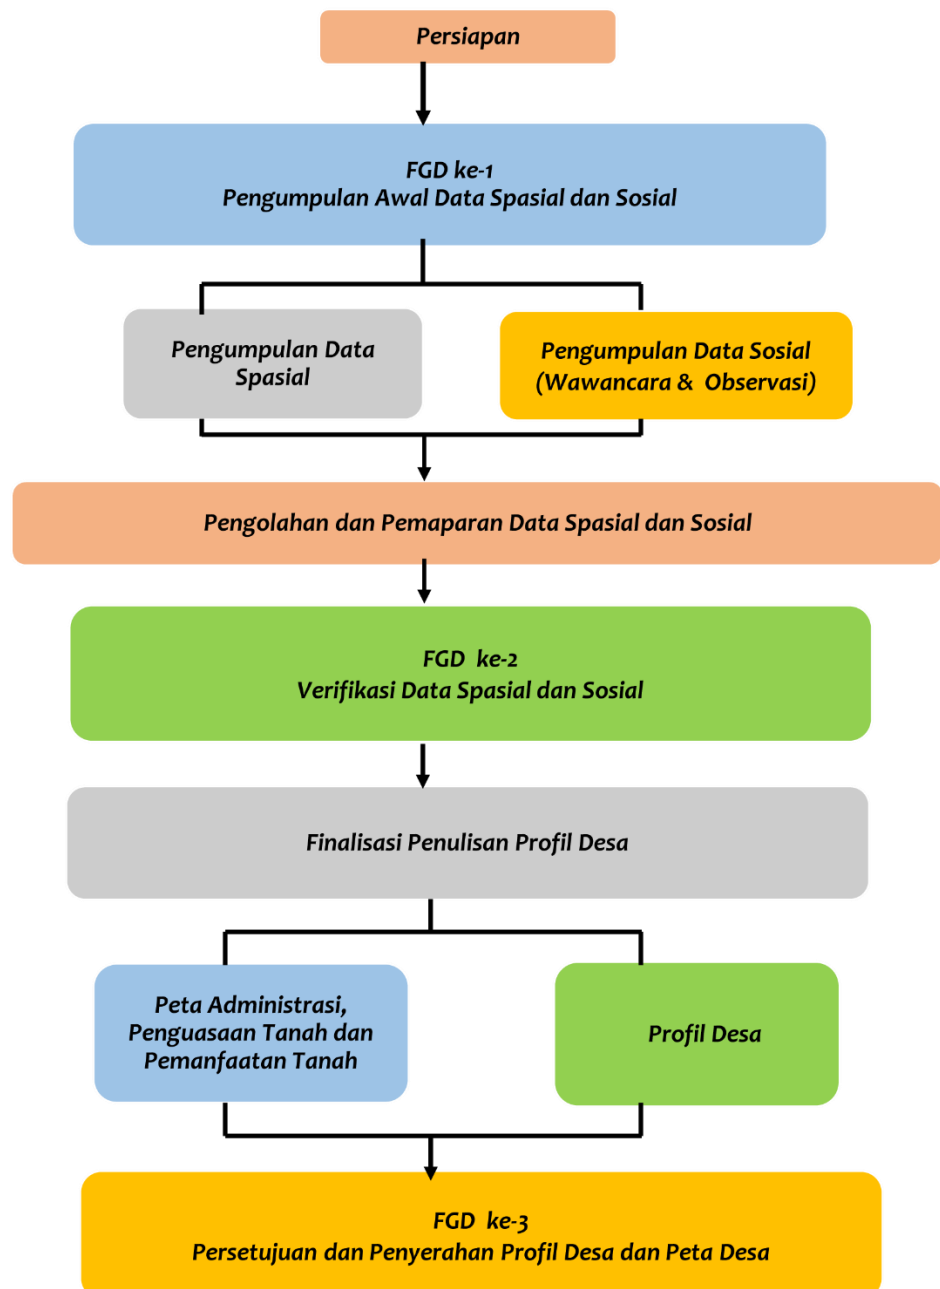 Persiapan
FGD ke-1
Pengumpulan Awal Data Spasial dan Sosial
Pengumpulan Data
Spasial
Pengumpulan Data Sosial
(Wawancara & Observasi)
Pengolahan dan Pemaparan Data Spasial dan Sosial
FGD ke-2
Verifikasi Data Spasial dan Sosial
Finalisasi Penulisan Profil Desa
Peta Administrasi,
Penguasaan Tanah dan
Pemanfaatan Tanah
Profil Desa
FGD ke-3
Persetujuan dan Penyerahan Profil Desa dan Peta Desa